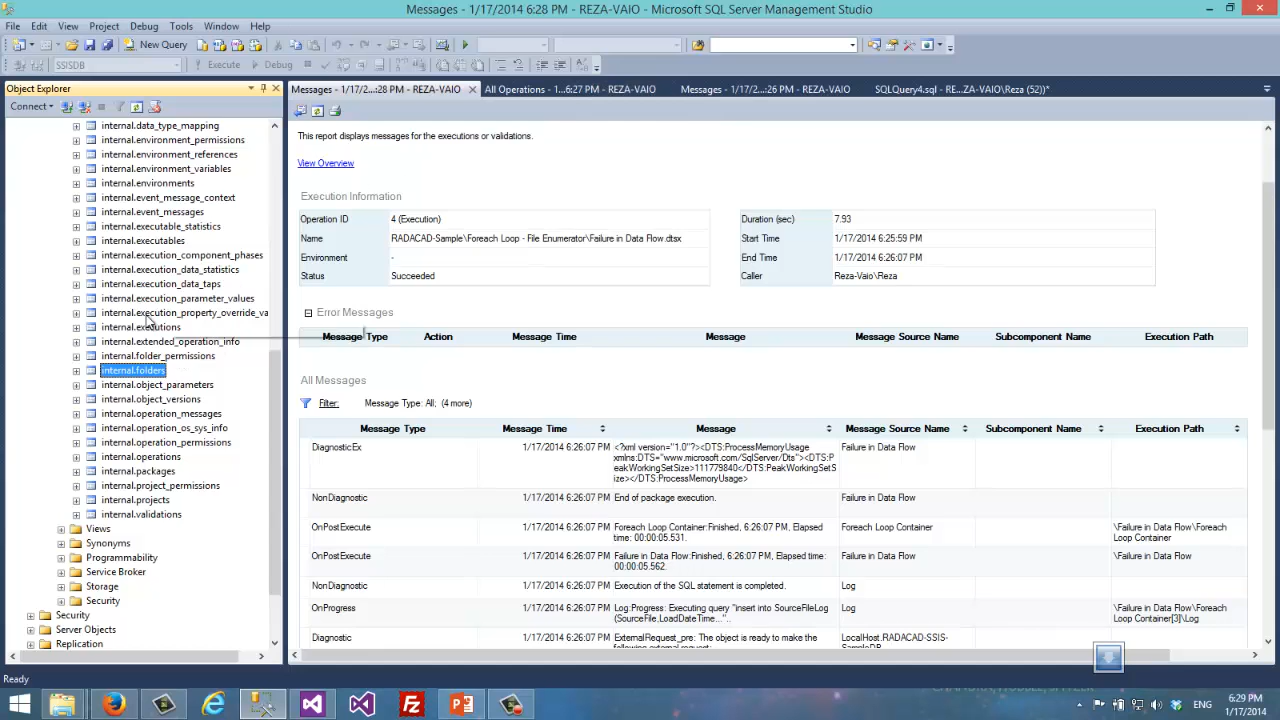 Messages - 1/17/2014 6:28 PM - REZA-VAIO - Microsoft SQL Server Management Studio
File Edit View Project Debug Tools Window Help
New Query
SSISDB Execute Debug
Object Explorer
Connect
internal.data_type_mapping
internal.environment_permissions
internal.environment_references
internal.environment_variables
internal.environments
internal.event_message_context
internal.event_messages
internal.executable_statistics
internal.executables
internal.execution_component_phases
internal.execution_data_statistics
internal.execution_data_taps
internal.execution_parameter_values
internal.execution_property_override_va
internal.executions
internal.extended_operation_info
internal.folder_permissions
internal.folders
internal.object_parameters
internal.object_versions
internal.operation_messages
internal.operation_os_sys_info
internal.operation_permissions
internal.operations
internal.packages
internal.project_permissions
internal.projects
internal.validations
Views
Synonyms
Programmability
Service Broker
Storage
Security
Security
Server Objects
Replication
Messages - 1/17/2...:28 PM - REZA-VAIO All Operations - 1...6:27 PM - REZA-VAIO Messages - 1/17/2...:26 PM - REZA-VAIO SQLQuery4.sql - RE...ZA-VAIO\Reza (52))*
This report displays messages for the executions or validations.
View Overview
Execution Information
Operation ID 4 (Execution) Duration (sec) 7.93
Name RADACAD-Sample\Foreach Loop - File Enumerator\Failure in Data Flow.dtsx Start Time 1/17/2014 6:25:59 PM
Environment - End Time 1/17/2014 6:26:07 PM
Status Succeeded Caller Reza-Vaio\Reza
Error Messages
Message Type Action Message Time Message Message Source Name Subcomponent Name Execution Path
All Messages
Filter: Message Type: All; (4 more)
Message Type Message Time Message Message Source Name Subcomponent Name Execution Path
DiagnosticEx 1/17/2014 6:26:07 PM <?xml version="1.0"?><DTS:ProcessMemoryUsage Failure in Data Flow
xmlns:DTS="www.microsoft.com/SqlServer/Dts"><DTS:P
eakWorkingSetSize>111779840</DTS:PeakWorkingSetS
ize></DTS:ProcessMemoryUsage>
NonDiagnostic 1/17/2014 6:26:07 PM End of package execution. Failure in Data Flow
OnPostExecute 1/17/2014 6:26:07 PM Foreach Loop Container:Finished, 6:26:07 PM, Elapsed Foreach Loop Container \Failure in Data Flow\Foreach
time: 00:00:05.531. Loop Container
OnPostExecute 1/17/2014 6:26:07 PM Failure in Data Flow:Finished, 6:26:07 PM, Elapsed time: Failure in Data Flow \Failure in Data Flow
00:00:05.562.
NonDiagnostic 1/17/2014 6:26:07 PM Execution of the SQL statement is completed. Log
OnProgress 1/17/2014 6:26:07 PM Log:Progress: Executing query "insert into SourceFileLog Log \Failure in Data Flow\Foreach
(SourceFile,LoadDateTime...".. Loop Container[3]\Log
Diagnostic 1/17/2014 6:26:07 PM ExternalRequest_pre: The object is ready to make the LocalHost.RADACAD-SSIS-
Ready
ENG 6:29 PM
1/17/2014